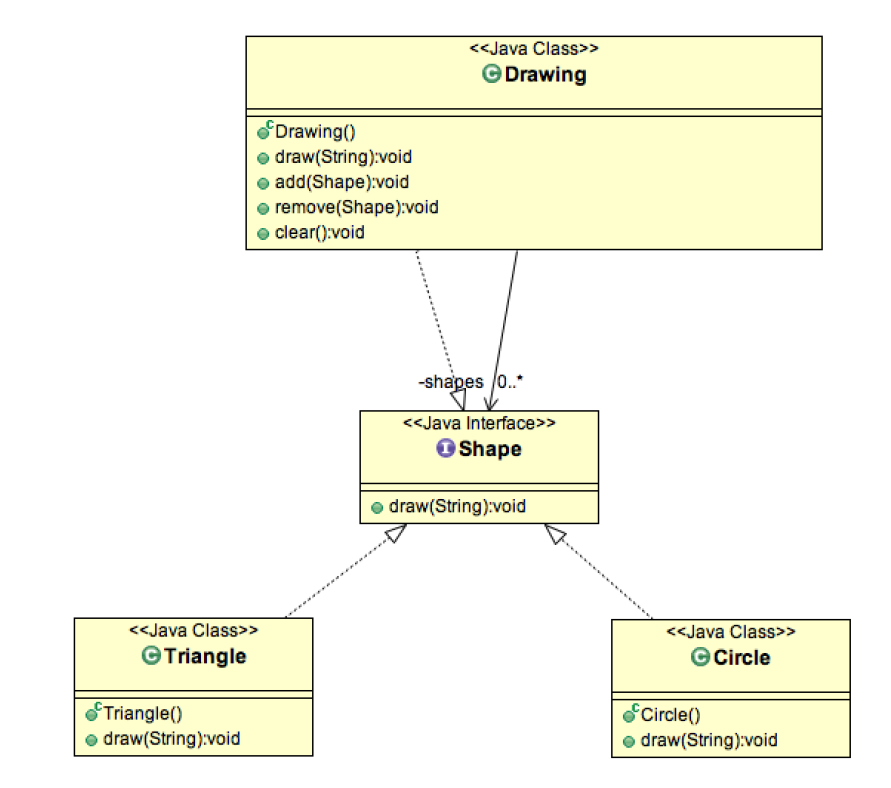 <<Java Class>>
Drawing
Drawing()
draw(String):void
add(Shape):void
remove(Shape):void
clear():void
-shapes 0..*
<<Java Interface>>
Shape
draw(String):void
<<Java Class>>
Triangle
Triangle()
draw(String):void
<<Java Class>>
Circle
Circle()
draw(String):void